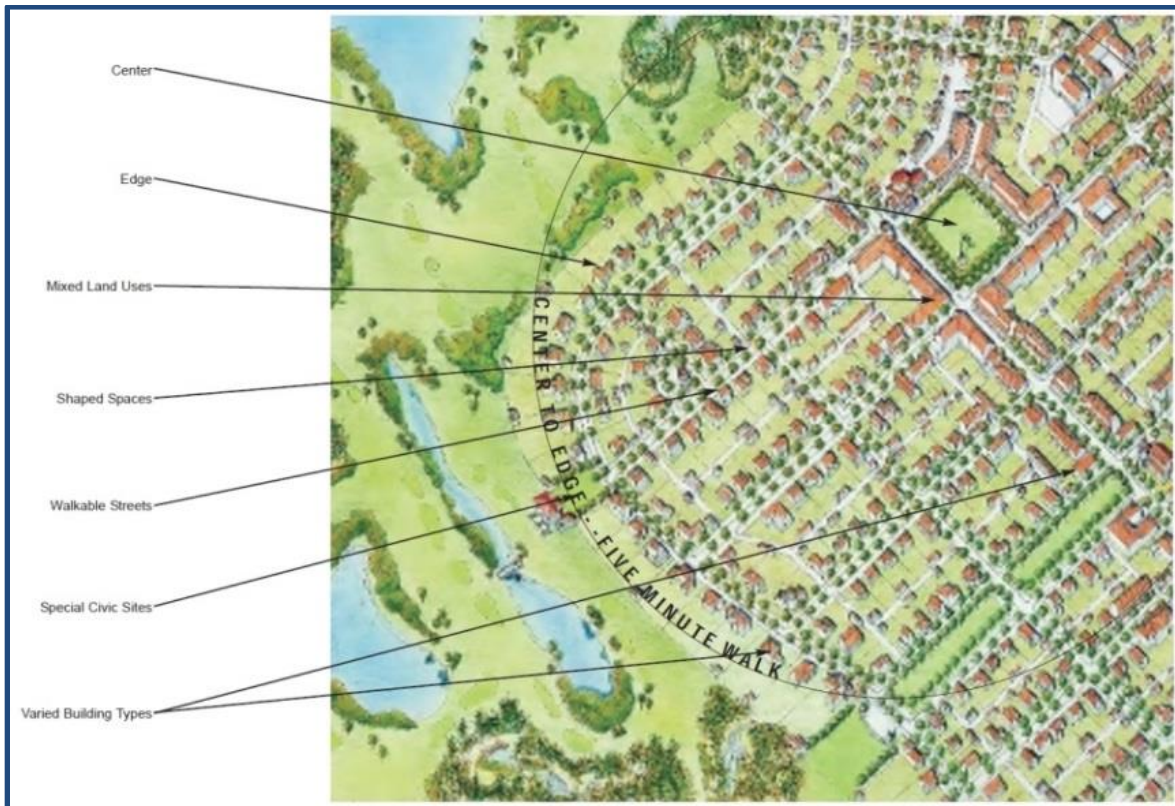 Center
Edge
Mixed Land Uses
Shaped Spaces
Walkable Streets
Special Civic Sites
Varied Building Types
CENTER TO EDGE...FIVE MINUTE WALK